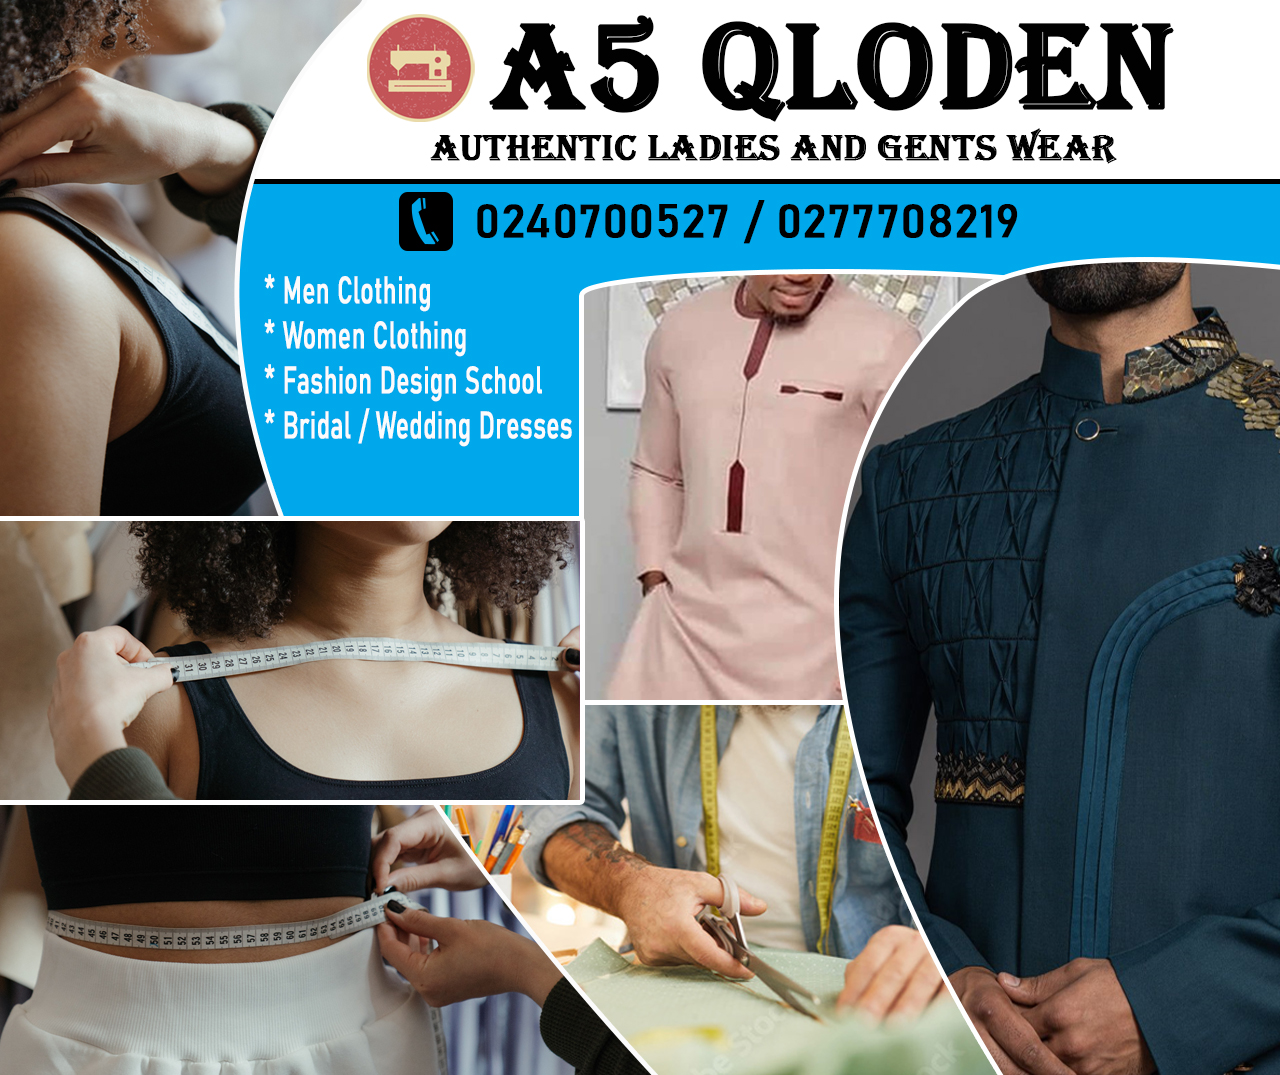 A5 QLODEN
AUTHENTIC LADIES AND GENTS WEAR
0240700527 / 0277708219
* Men Clothing
* Women Clothing
* Fashion Design School
* Bridal / Wedding Dresses